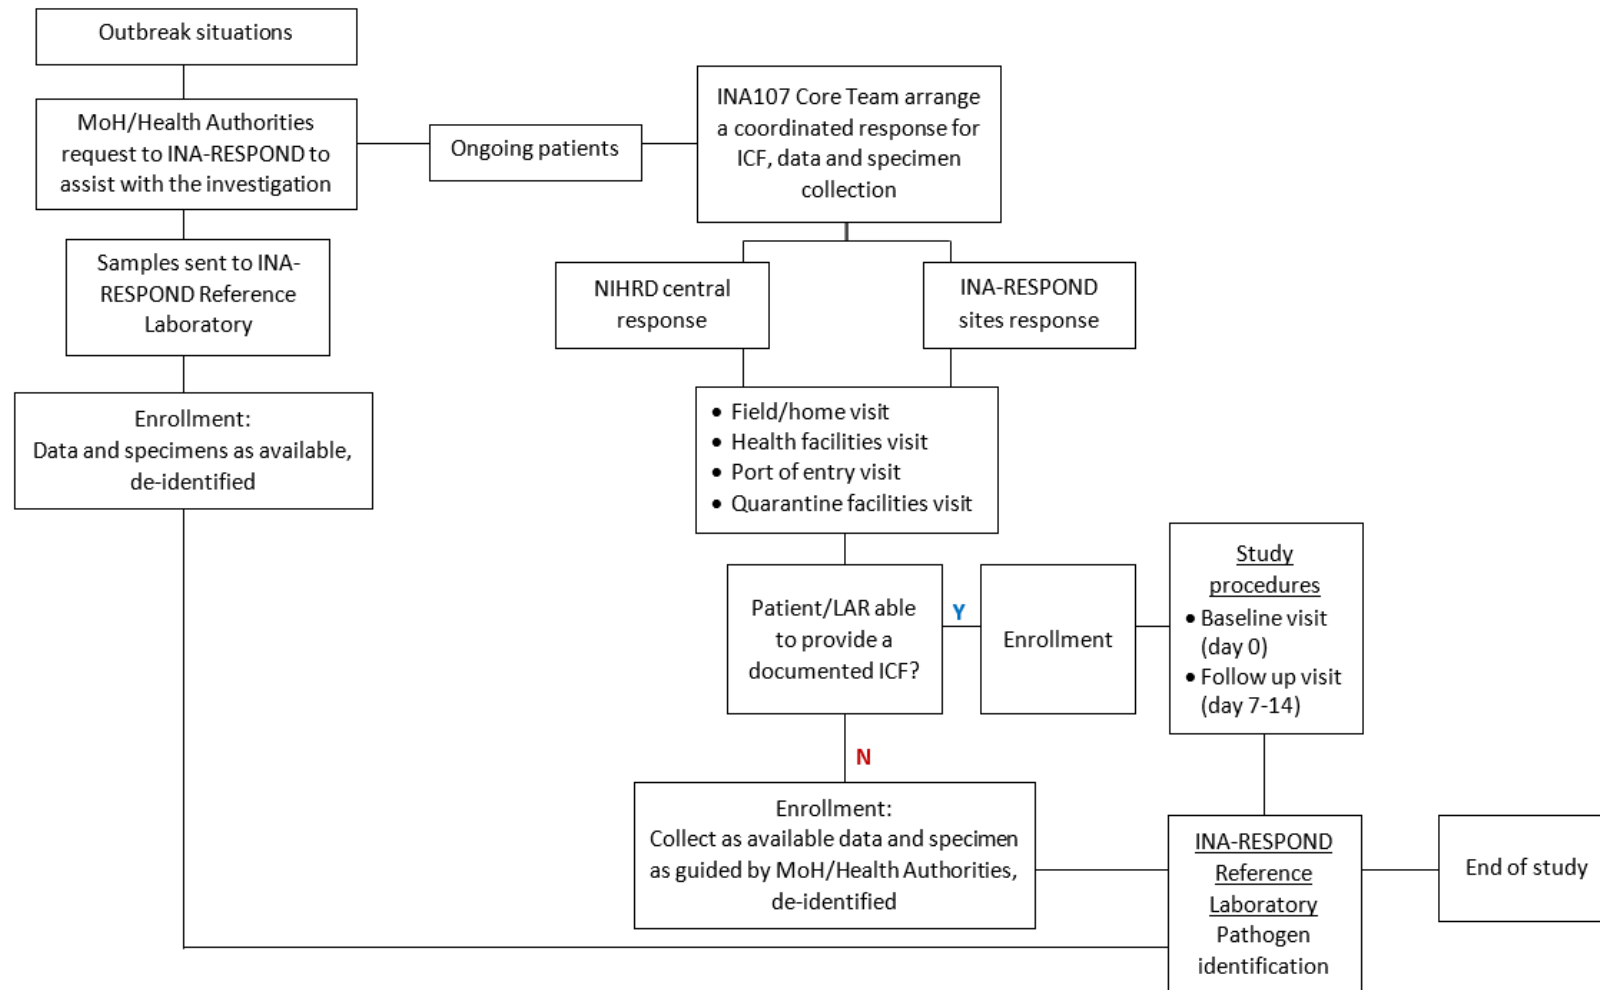 Outbreak situations
MoH/Health Authorities
request to INA-RESPOND to
assist with the investigation
Ongoing patients
INA107 Core Team arrange
a coordinated response for
ICF, data and specimen
collection
Samples sent to INA-
RESPOND Reference
Laboratory
NIHRD central
response
INA-RESPOND
sites response
Enrollment:
Data and specimens as available,
de-identified
• Field/home visit
• Health facilities visit
• Port of entry visit
• Quarantine facilities visit
Patient/LAR able
to provide a
documented ICF?
Y
Enrollment
Study
procedures
• Baseline visit
(day 0)
• Follow up visit
(day 7-14)
N
Enrollment:
Collect as available data and specimen
as guided by MoH/Health Authorities,
de-identified
INA-RESPOND
Reference
Laboratory
Pathogen
identification
End of study